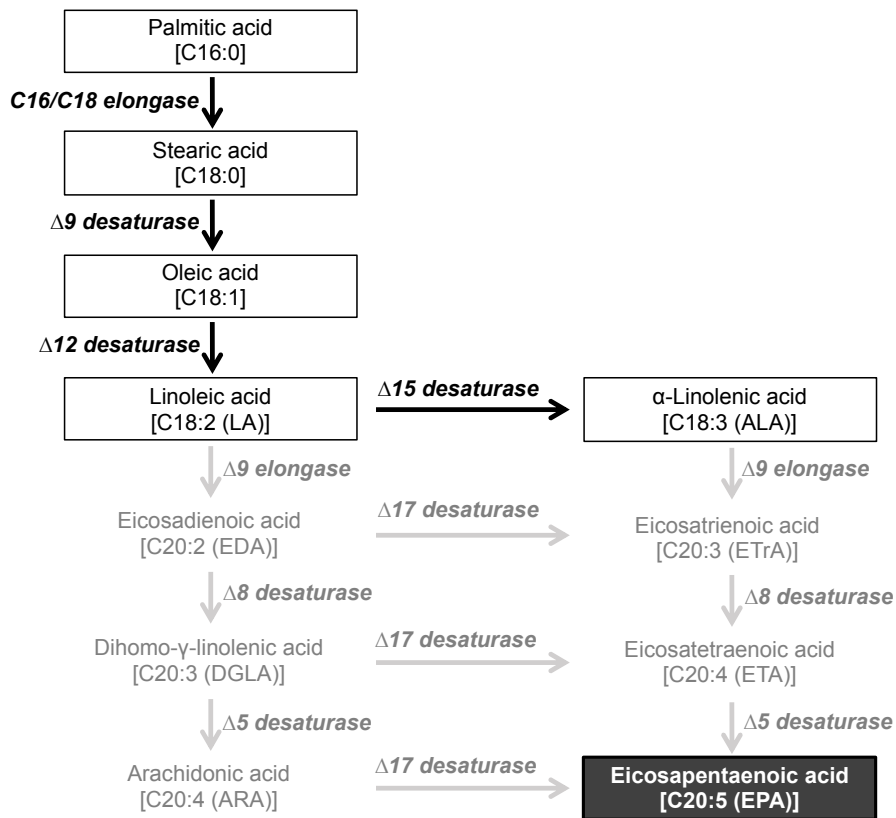 Palmitic acid
[C16:0]
C16/C18 elongase
Stearic acid
[C18:0]
Δ9 desaturase
Oleic acid
[C18:1]
Δ12 desaturase
Linoleic acid
[C18:2 (LA)]
Δ15 desaturase
α-Linolenic acid
[C18:3 (ALA)]
Δ9 elongase
Δ9 elongase
Eicosadienoic acid
[C20:2 (EDA)]
Δ17 desaturase
Eicosatrienoic acid
[C20:3 (ETrA)]
Δ8 desaturase
Δ8 desaturase
Dihomo-γ-linolenic acid
[C20:3 (DGLA)]
Δ17 desaturase
Eicosatetraenoic acid
[C20:4 (ETA)]
Δ5 desaturase
Δ5 desaturase
Arachidonic acid
[C20:4 (ARA)]
Δ17 desaturase
Eicosapentaenoic acid
[C20:5 (EPA)]